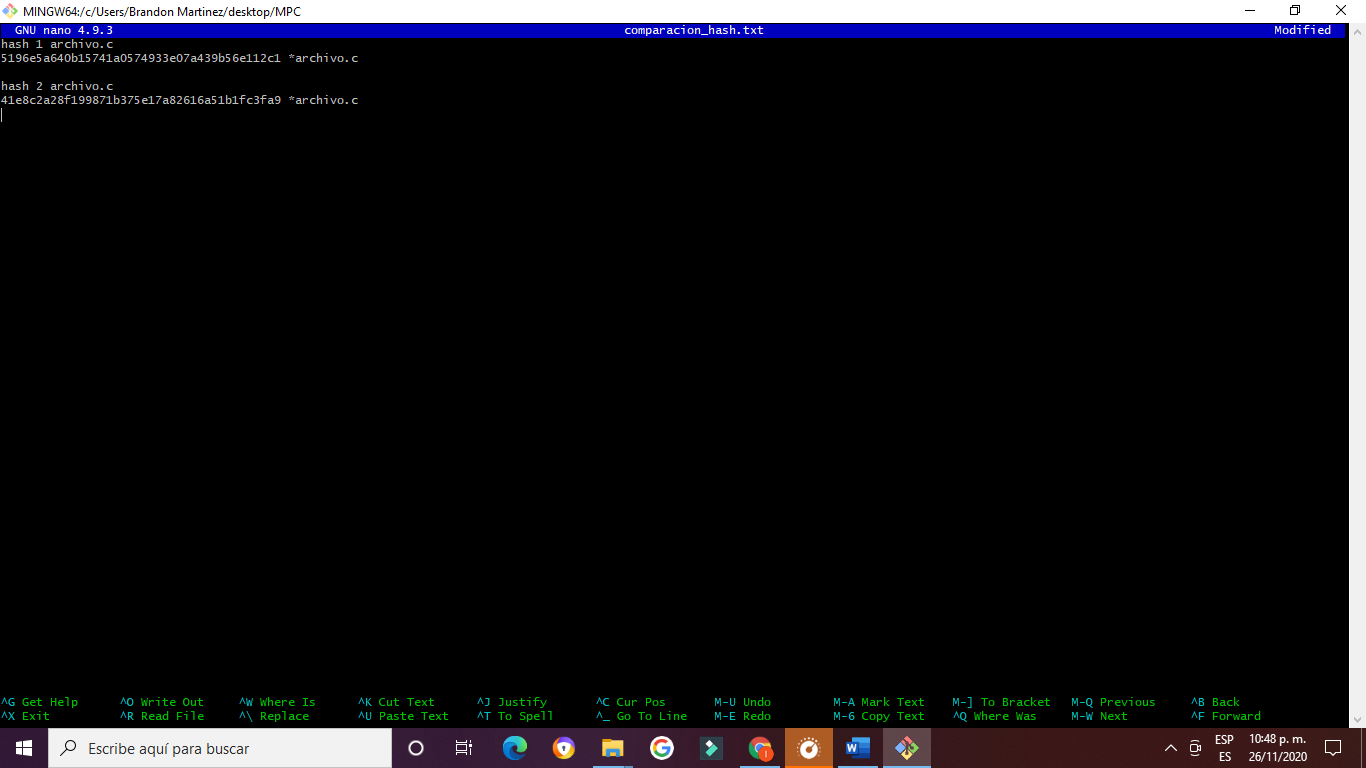 MINGW64:/c/Users/Brandon Martinez/desktop/MPC
GNU nano 4.9.3 comparacion_hash.txt Modified
hash 1 archivo.c
5196e5a640b15741a0574933e07a439b56e112c1 *archivo.c
hash 2 archivo.c
41e8c2a28f199871b375e17a82616a51b1fc3fa9 *archivo.c
^G Get Help ^O Write Out ^W Where Is ^K Cut Text ^J Justify ^C Cur Pos M-U Undo M-A Mark Text M-] To Bracket M-Q Previous ^B Back
^X Exit ^R Read File ^\ Replace ^U Paste Text ^T To Spell ^_ Go To Line M-E Redo M-6 Copy Text ^Q Where Was M-W Next ^F Forward
Escribe aquí para buscar
ESP 10:48 p. m.
ES 26/11/2020